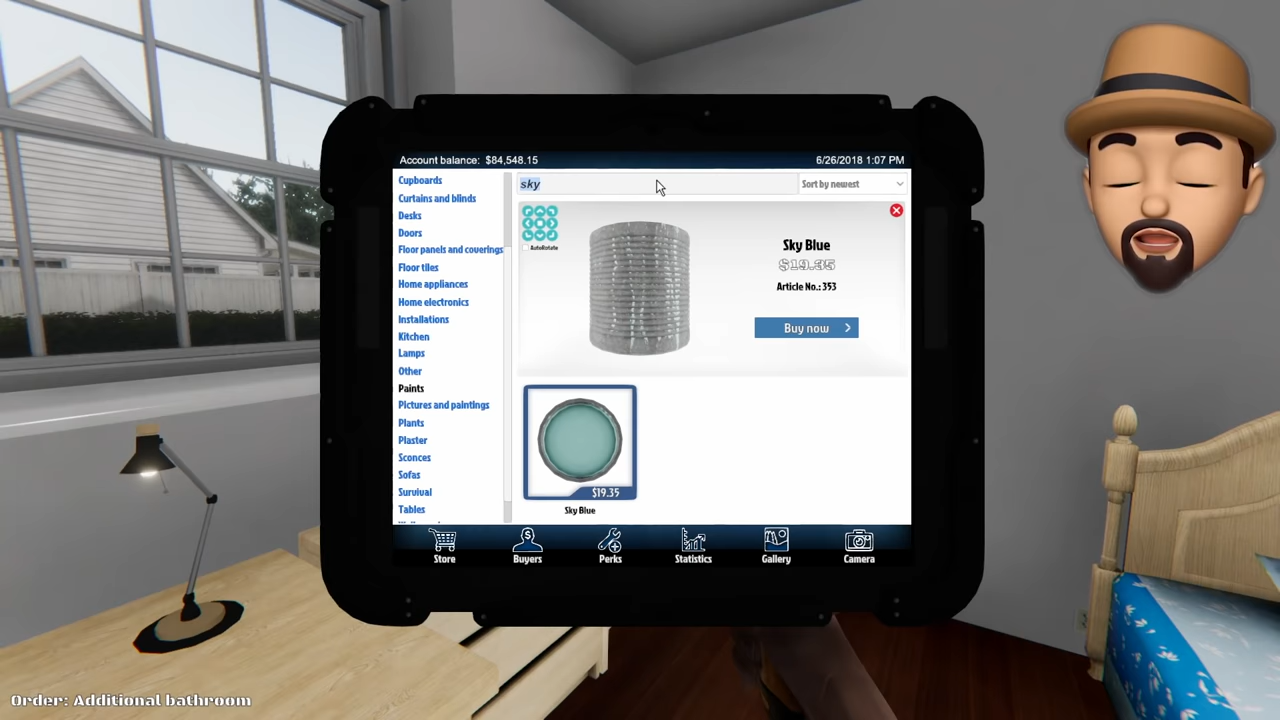 Account balance: $84,548.15
6/26/2018 1:07 PM
Cupboards
Curtains and blinds
Desks
Doors
Floor panels and coverings
Floor tiles
Home appliances
Home electronics
Installations
Kitchen
Lamps
Other
Paints
Pictures and paintings
Plants
Plaster
Sconces
Sofas
Survival
Tables
sky
Sort by newest
AutoRotate
Sky Blue
$19.35
Article No.: 353
Buy now
$19.35
Sky Blue
Store
Buyers
Perks
Statistics
Gallery
Camera
Order: Additional bathroom